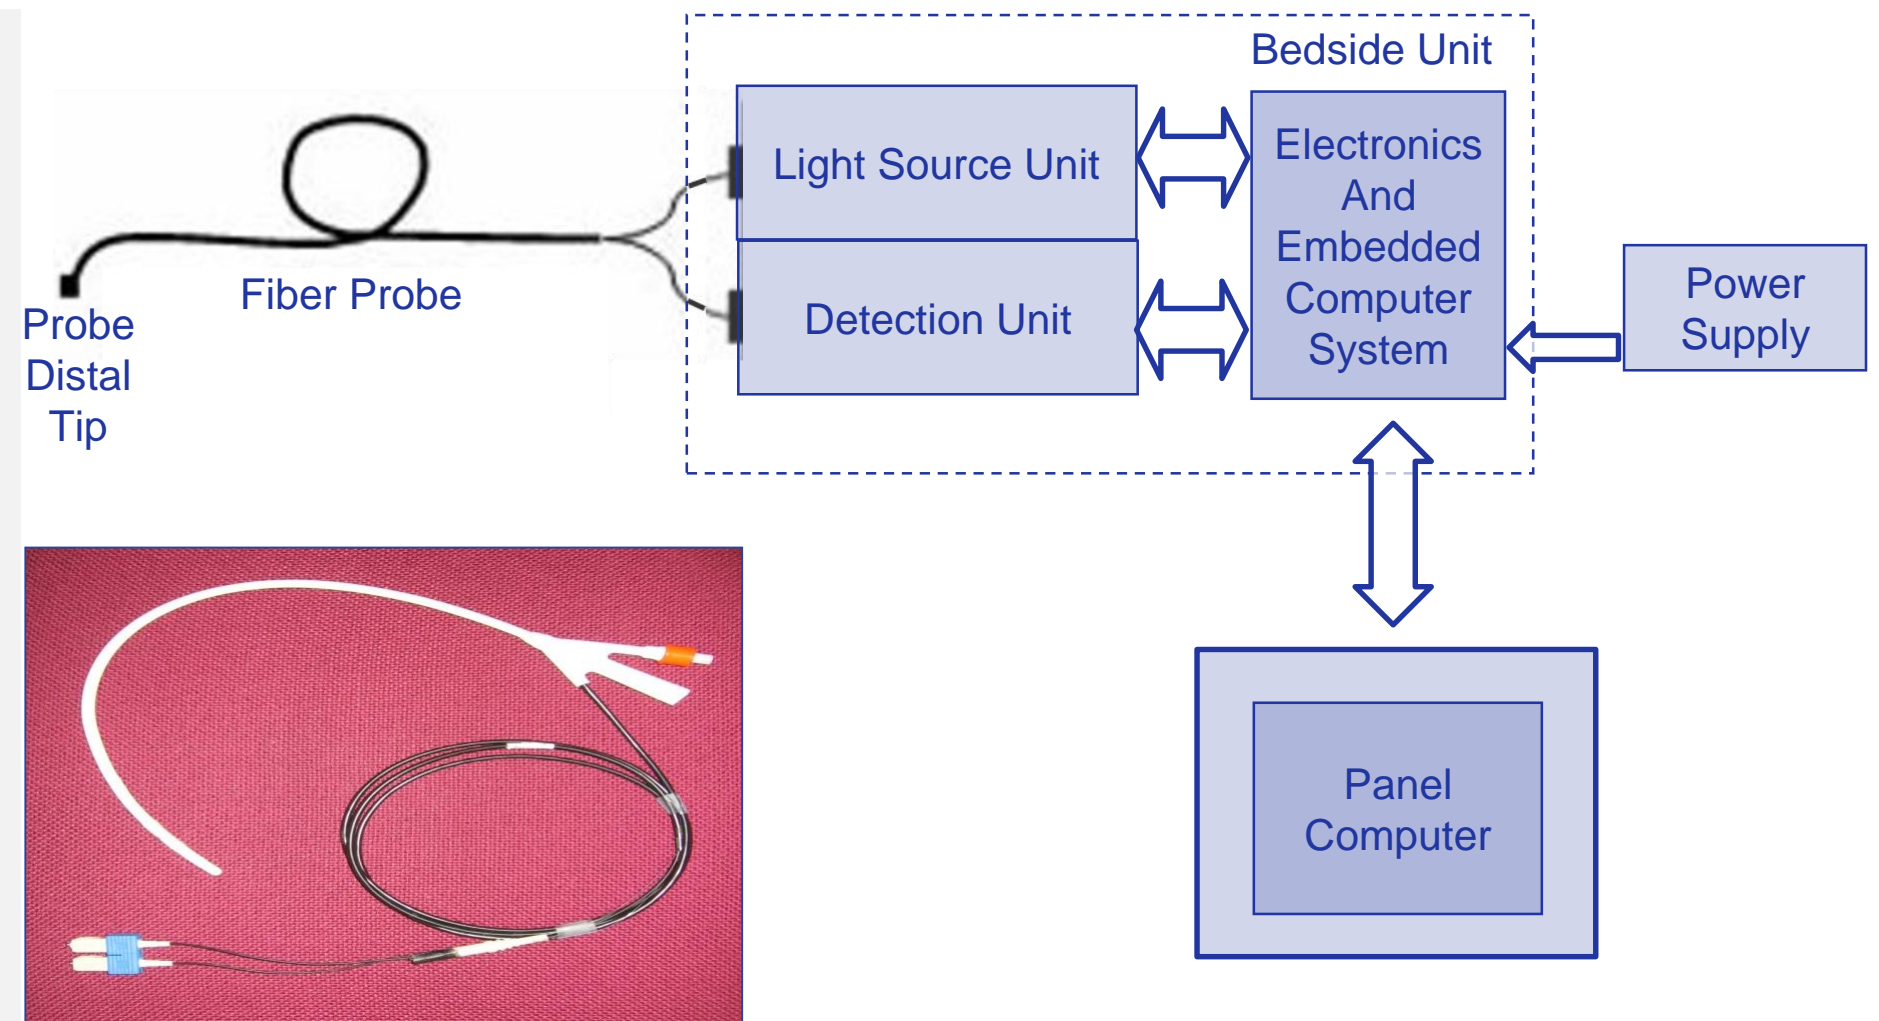 Bedside Unit
Light Source Unit
Electronics
And
Embedded
Computer
System
Detection Unit
Power
Supply
Fiber Probe
Probe
Distal
Tip
Panel
Computer